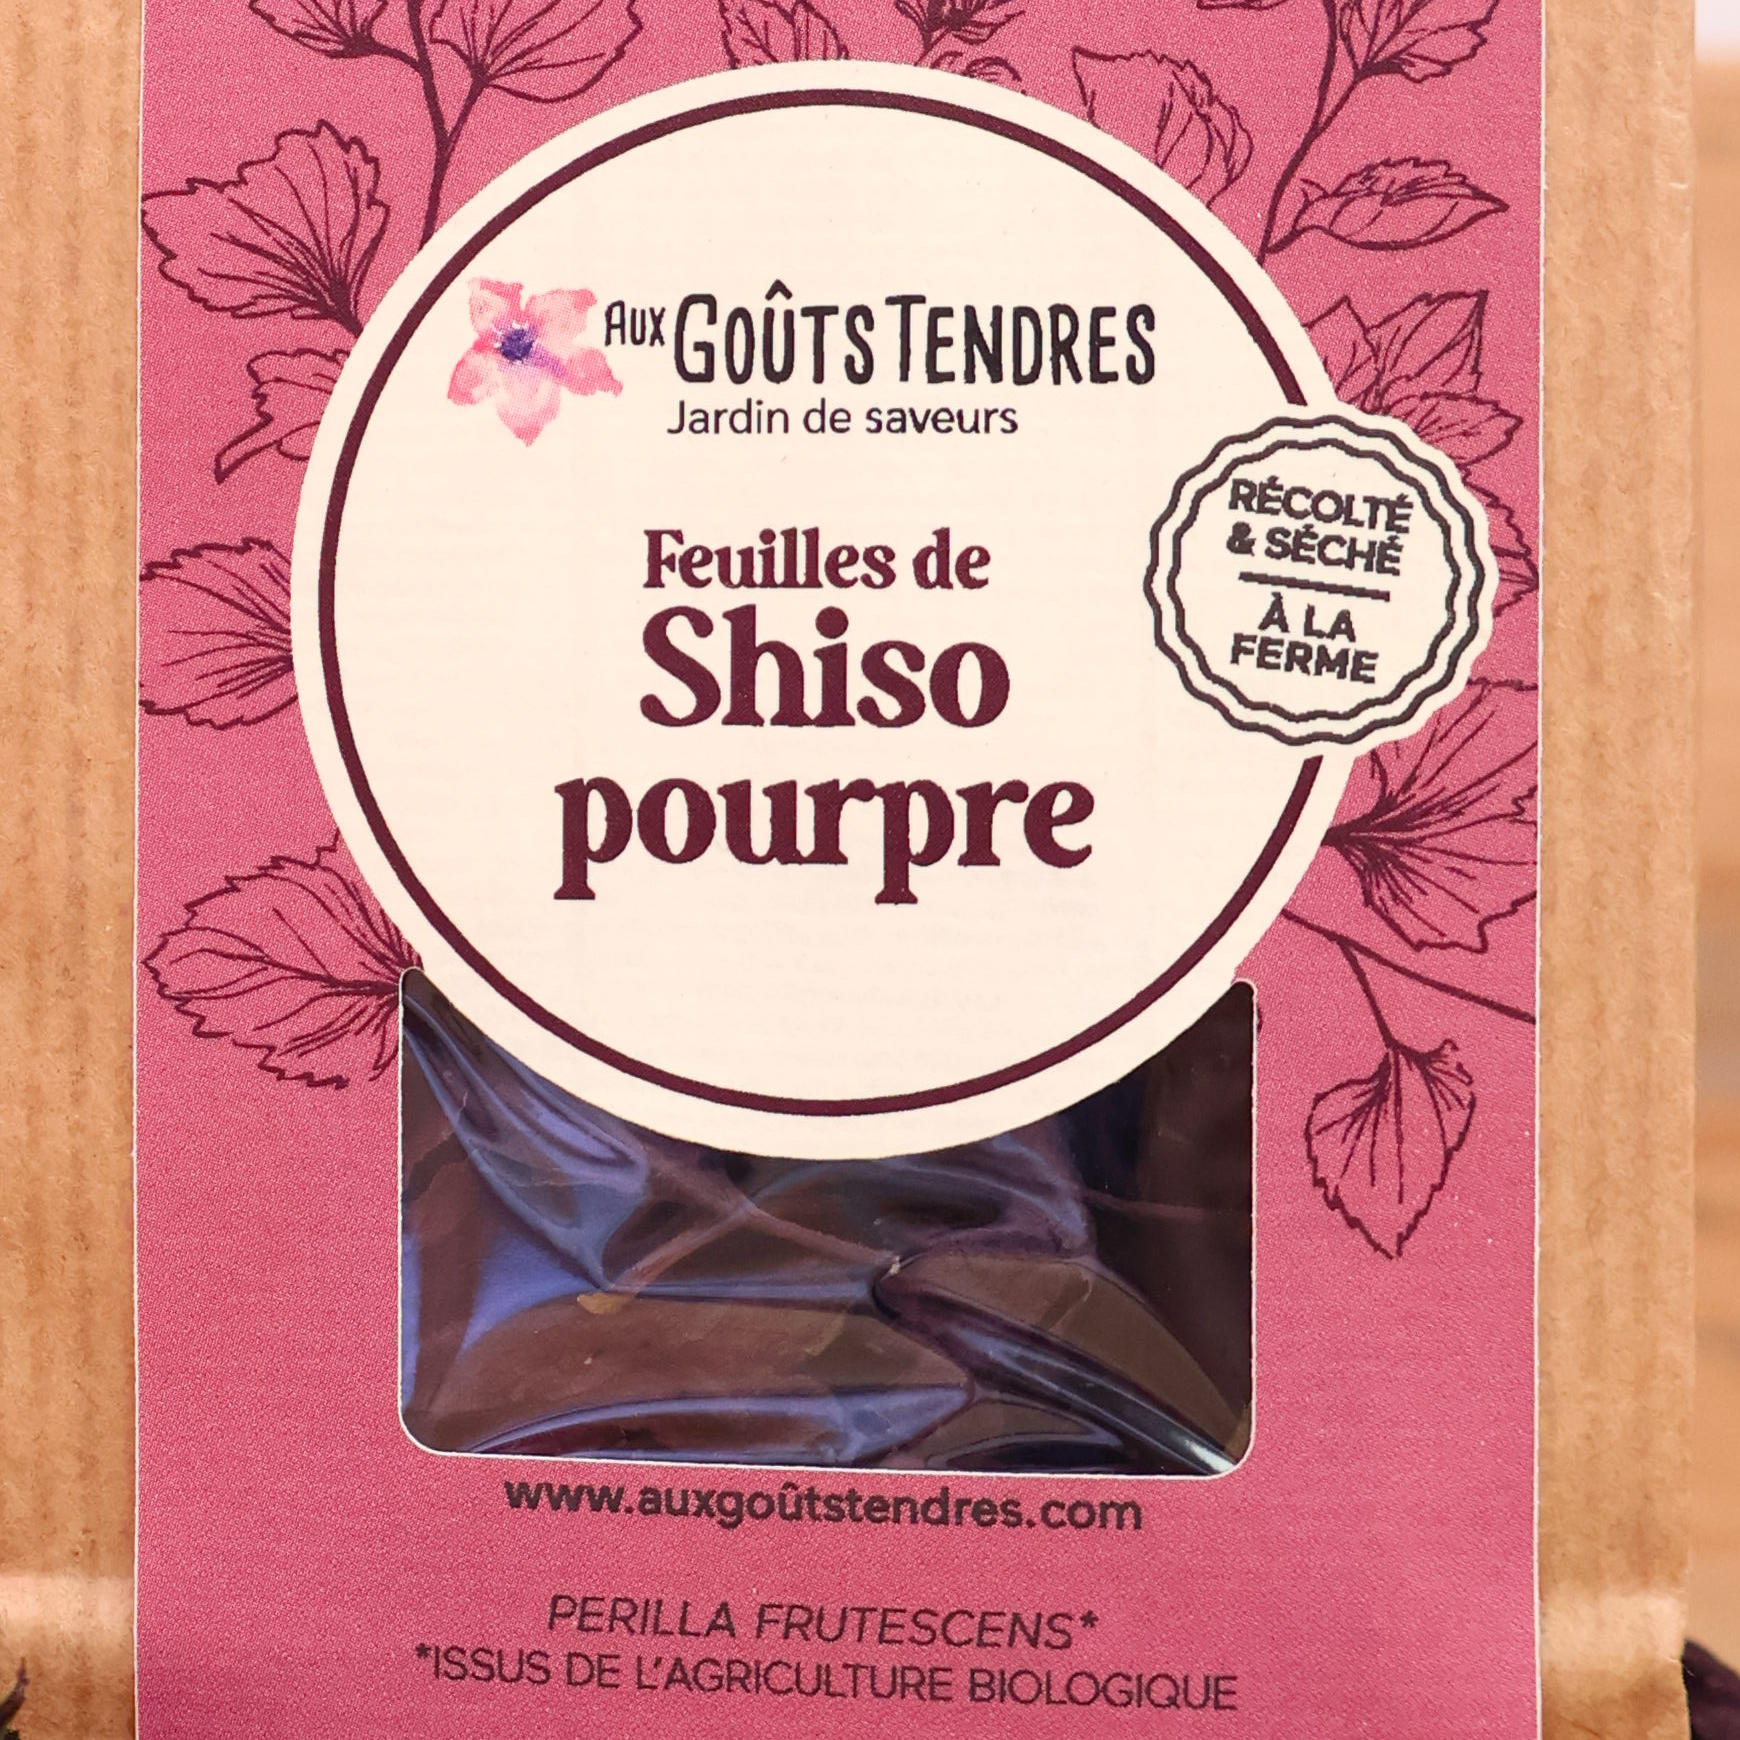 AUX GOÛTS TENDRES
Jardin de saveurs
Feuilles de
Shiso
pourpre
RÉCOLTÉ
& SÉCHÉ
À LA
FERME
www.auxgoûtstendres.com
PERILLA FRUTESCENS*
*ISSUS DE L'AGRICULTURE BIOLOGIQUE